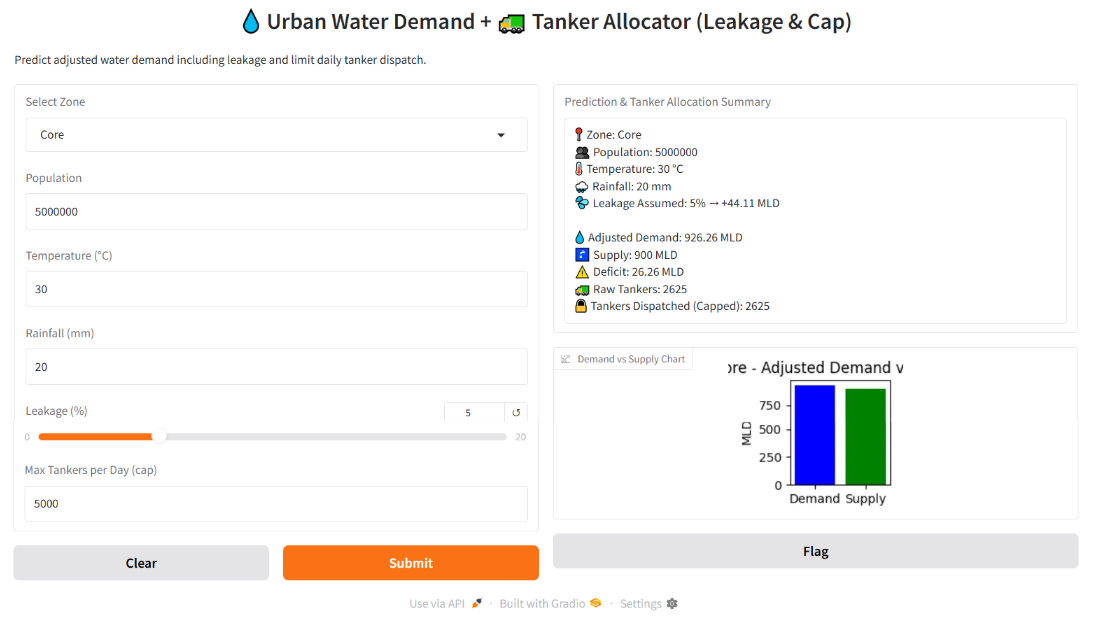 💧 Urban Water Demand + 🚛 Tanker Allocator (Leakage & Cap)
Predict adjusted water demand including leakage and limit daily tanker dispatch.
Select Zone
Core
Population
5000000
Temperature (°C)
30
Rainfall (mm)
20
Leakage (%)
5
0
20
Max Tankers per Day (cap)
5000
Clear
Submit
Prediction & Tanker Allocation Summary
📍 Zone: Core
👥 Population: 5000000
🌡️ Temperature: 30 °C
🌧️ Rainfall: 20 mm
💦 Leakage Assumed: 5% → +44.11 MLD
💧 Adjusted Demand: 926.26 MLD
🚰 Supply: 900 MLD
⚠️ Deficit: 26.26 MLD
🚛 Raw Tankers: 2625
🔒 Tankers Dispatched (Capped): 2625
Demand vs Supply Chart
ore - Adjusted Demand v
MLD
750
500
250
0
Demand Supply
Flag
Use via API · Built with Gradio · Settings